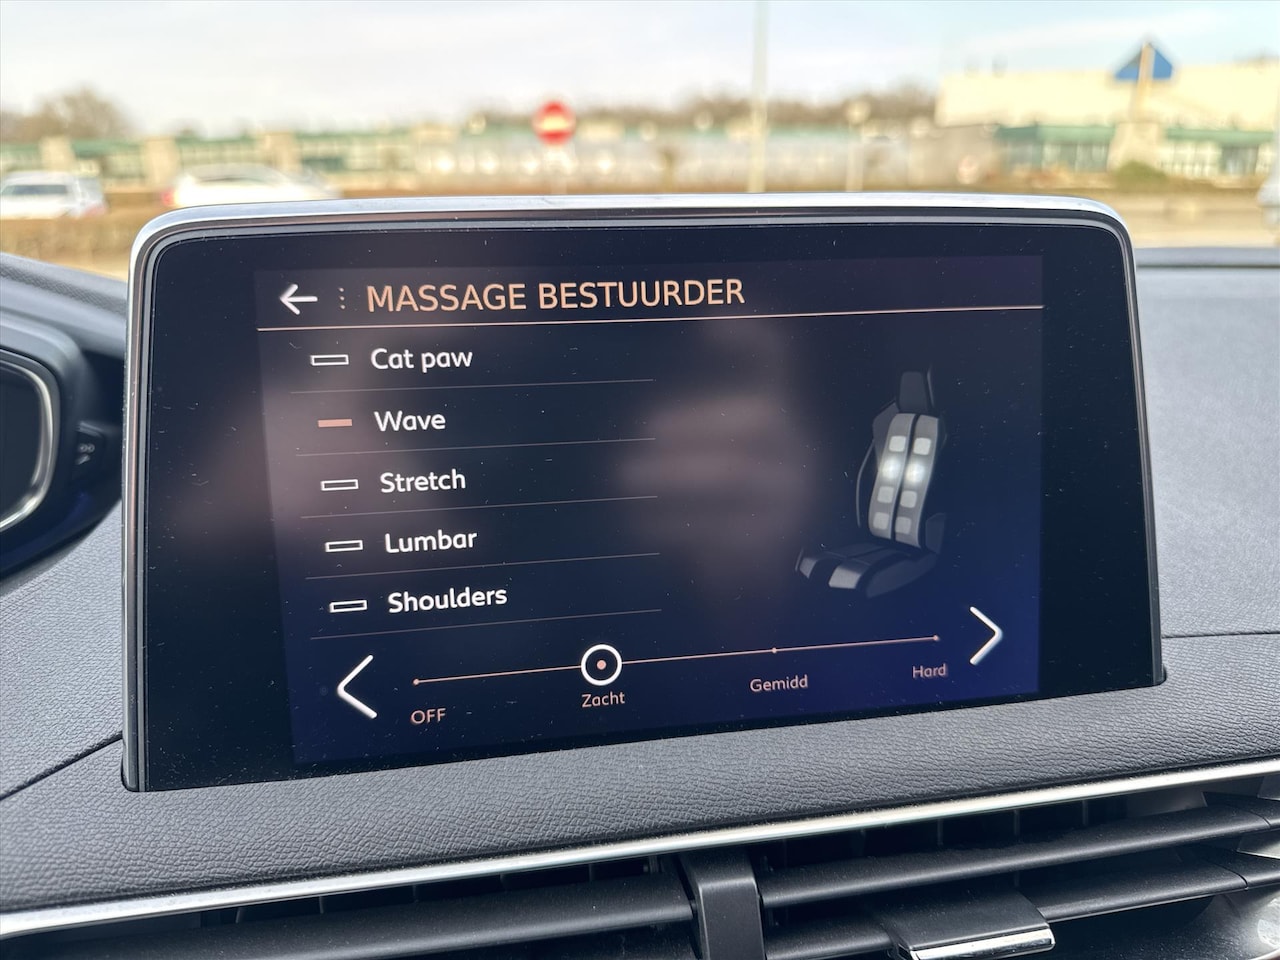 MASSAGE BESTUURDER
Cat paw
Wave
Stretch
Lumbar
Shoulders
OFF
Zacht
Gemidd
Hard